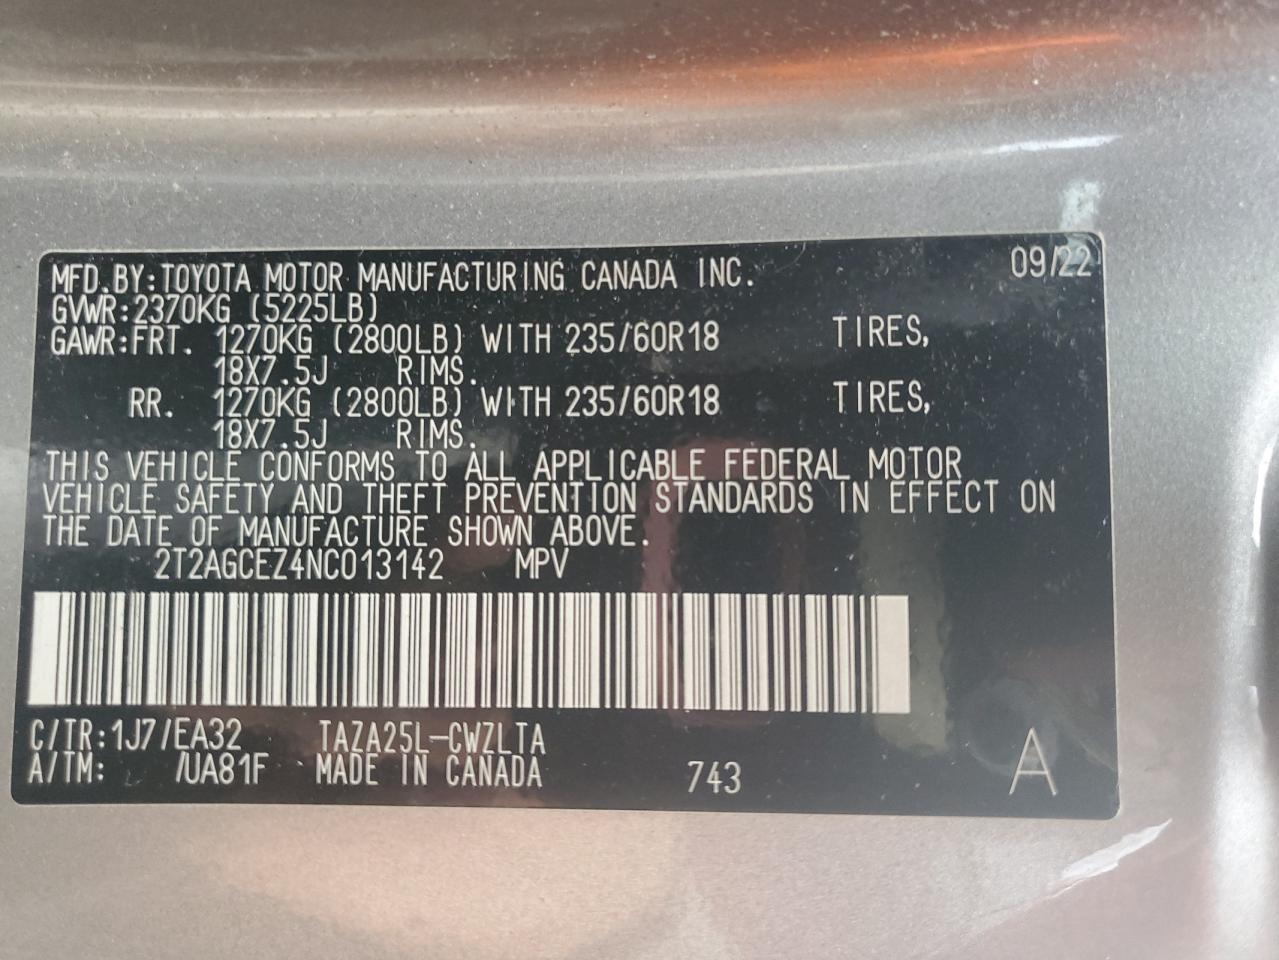 MFD.BY:TOYOTA MOTOR MANUFACTURING CANADA INC. 09/22
GVWR:2370KG (5225LB)
GAWR:FRT. 1270KG (2800LB) WITH 235/60R18 TIRES,
18X7.5J RIMS.
RR. 1270KG (2800LB) WITH 235/60R18 TIRES,
18X7.5J RIMS.
THIS VEHICLE CONFORMS TO ALL APPLICABLE FEDERAL MOTOR
VEHICLE SAFETY AND THEFT PREVENTION STANDARDS IN EFFECT ON
THE DATE OF MANUFACTURE SHOWN ABOVE.
2T2AGCEZ4NC013142 MPV
C/TR:1J7/EA32 TAZA25L-CWZLTA
A/TM: /UA81F MADE IN CANADA 743 A